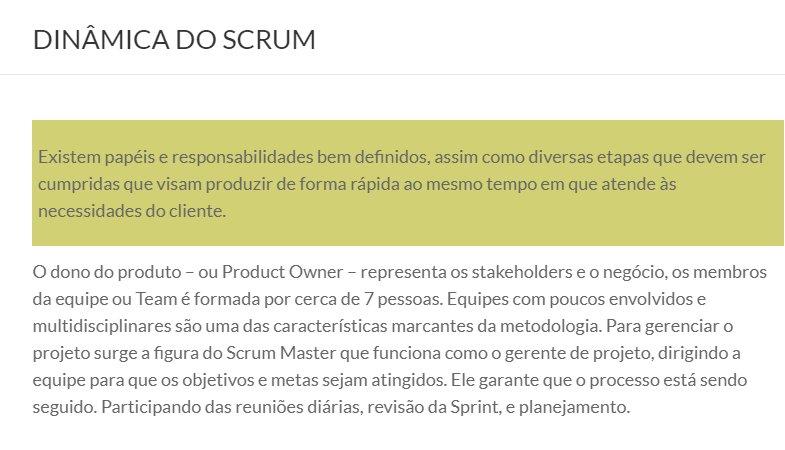 DINÂMICA DO SCRUM
Existem papéis e responsabilidades bem definidos, assim como diversas etapas que devem ser
cumpridas que visam produzir de forma rápida ao mesmo tempo em que atende às
necessidades do cliente.
O dono do produto – ou Product Owner – representa os stakeholders e o negócio, os membros
da equipe ou Team é formada por cerca de 7 pessoas. Equipes com poucos envolvidos e
multidisciplinares são uma das características marcantes da metodologia. Para gerenciar o
projeto surge a figura do Scrum Master que funciona como o gerente de projeto, dirigindo a
equipe para que os objetivos e metas sejam atingidos. Ele garante que o processo está sendo
seguido. Participando das reuniões diárias, revisão da Sprint, e planejamento.